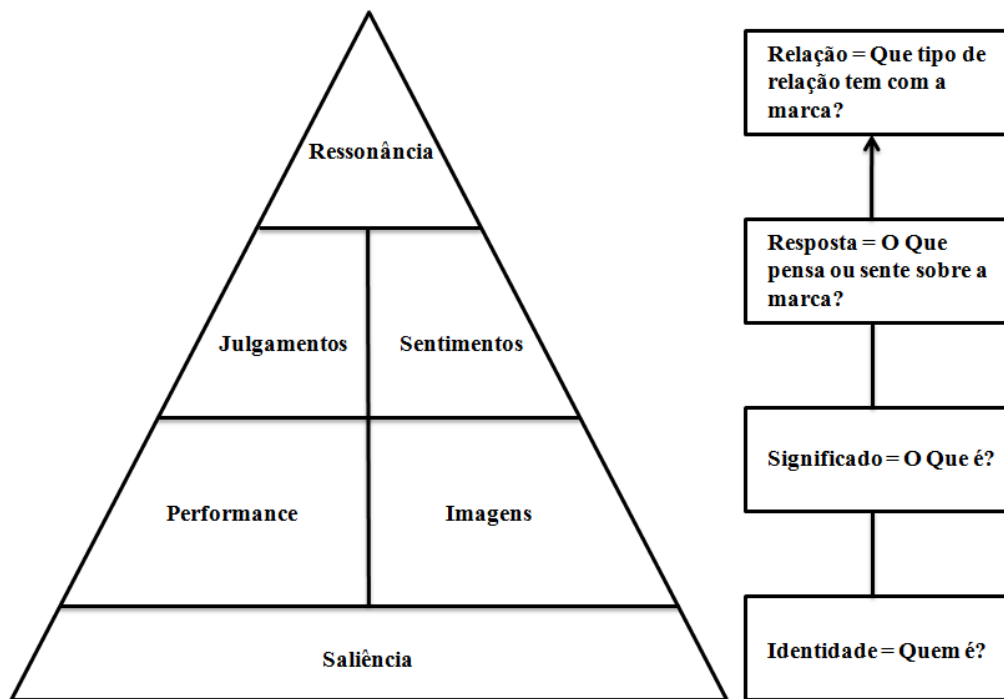 Ressonância
Julgamentos
Sentimentos
Performance
Imagens
Saliência
Relação = Que tipo de
relação tem com a
marca?
Resposta = O Que
pensa ou sente sobre a
marca?
Significado = O Que é?
Identidade = Quem é?